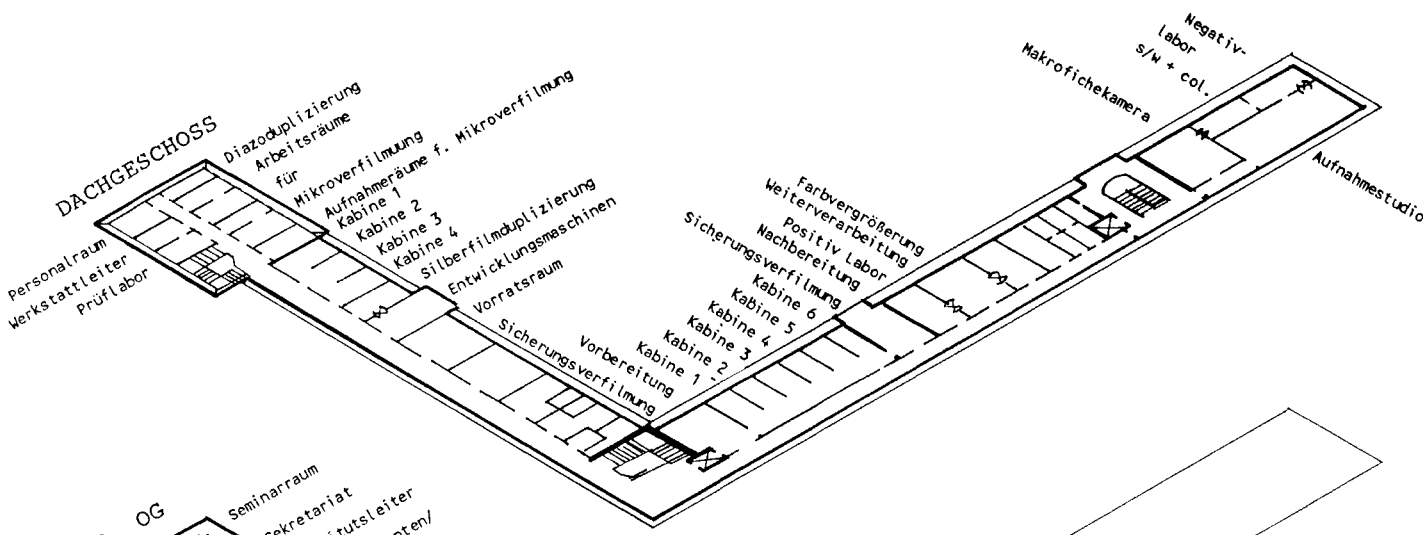 DACHGESCHOSS
Diazoduplizierung
Arbeitsräume
für
Mikroverfilmuung
Aufnahmeräume f. Mikroverfilmung
Kabine 1
Kabine 2
Kabine 3
Kabine 4
Silberfilmduplizierung
Entwicklungsmaschinen
Vorratsraum
Sicherungsverfilmung
Personalraum
Werkstattleiter
Prüflabor
Vorbereitung
Sicherungsverfilmung
Kabine 1
Kabine 2
Kabine 3
Kabine 4
Kabine 5
Kabine 6
Sicherungsverfilmung
Nachbereitung
Positiv Labor
Weiterverarbeitung
Farbvergrößerung
Makrofichekamera
Negativ-
labor
s/w + col.
Aufnahmestudio
OG
Seminarraum